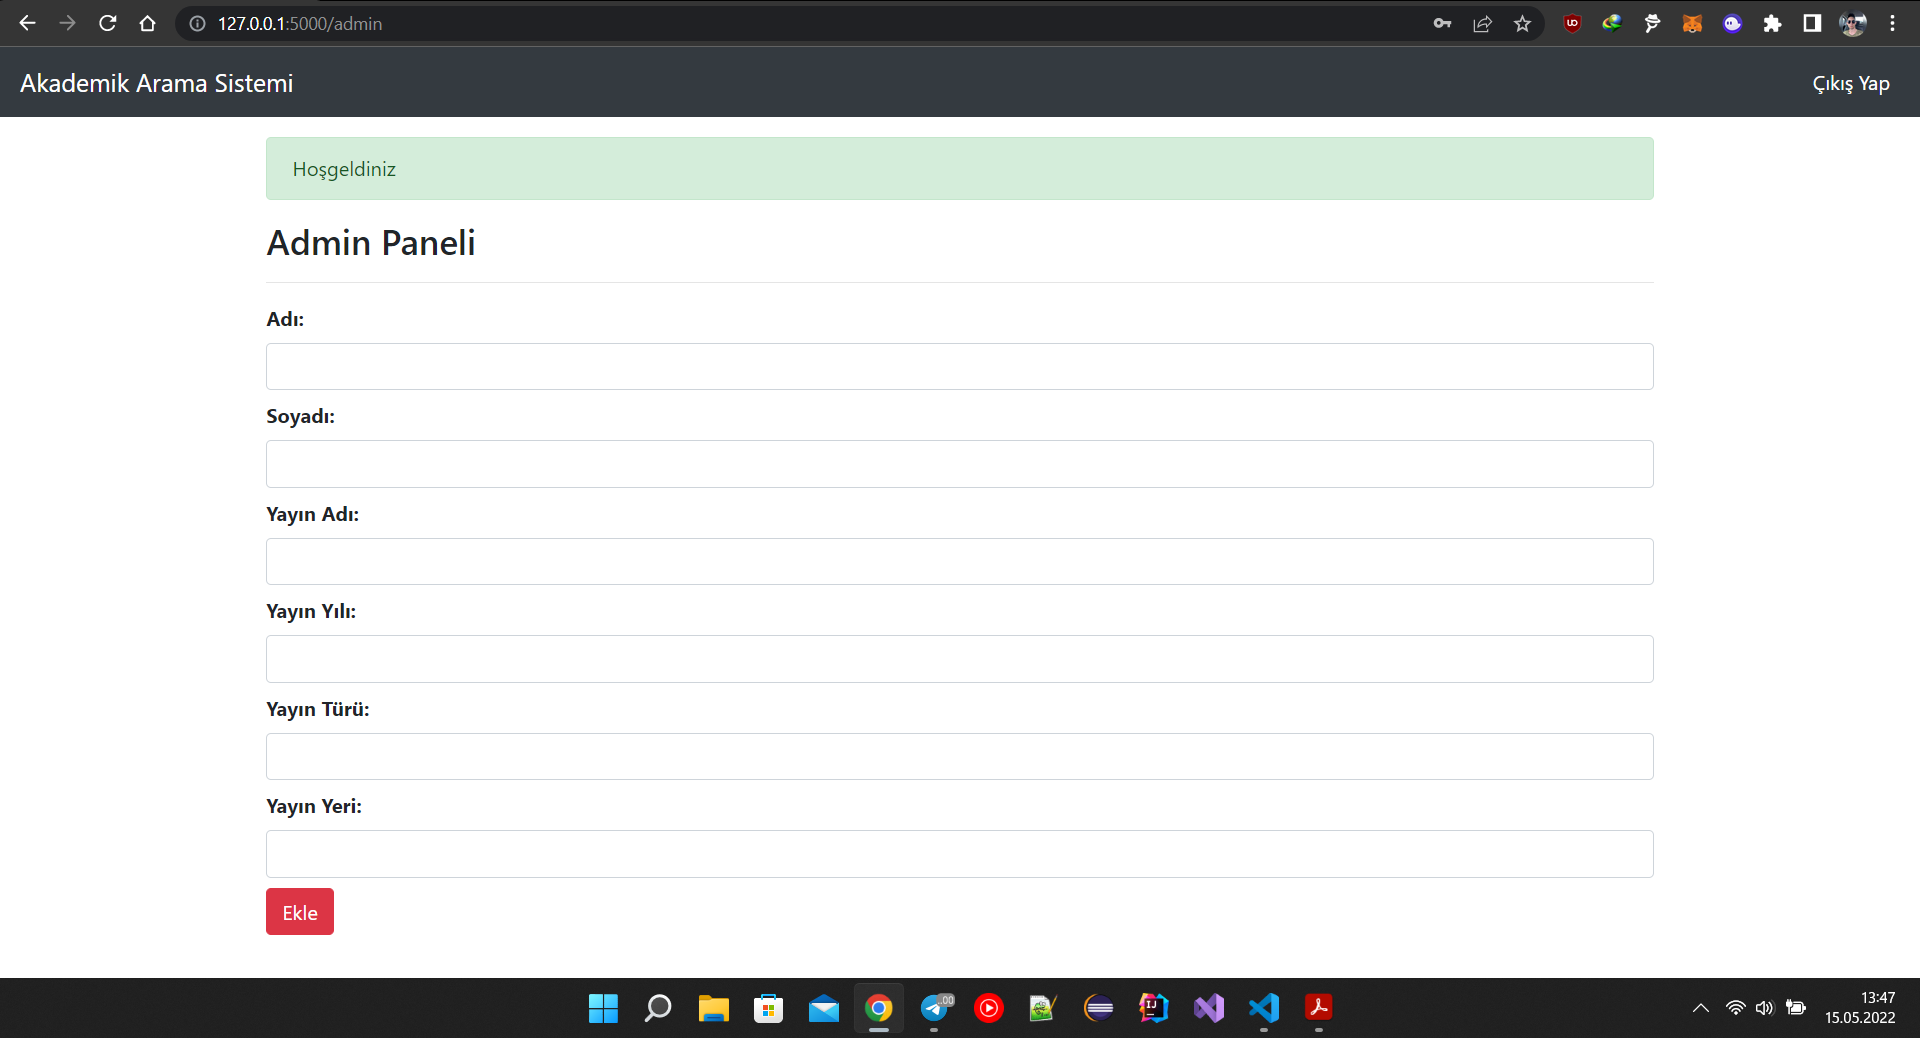 127.0.0.1:5000/admin
Akademik Arama Sistemi
Çıkış Yap
Hoşgeldiniz
Admin Paneli
Adı:
Soyadı:
Yayın Adı:
Yayın Yılı:
Yayın Türü:
Yayın Yeri:
Ekle
.00
13:47
15.05.2022